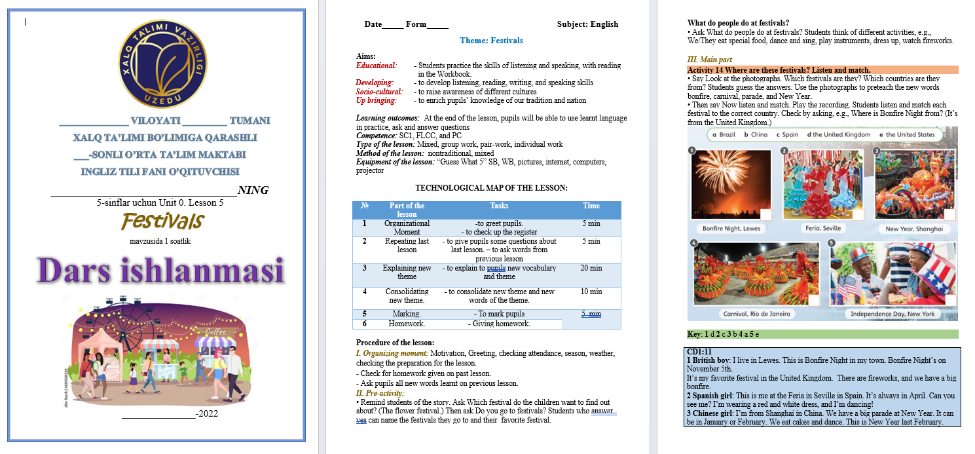 XALQ TALIMI VAZIRLIGI
UZEDU
____________ VILOYATI ________ TUMANI
XALQ TA'LIMI BO'LIMIGA QARASHLI
___-SONLI O'RTA TA'LIM MAKTABI
INGLIZ TILI FANI O'QITUVCHISI
_______________________________NING
5-sinflar uchun Unit 0. Lesson 5
Festivals
mavzusida 1 soatlik
Dars ishlanmasi
________________-2022
Date_____ Form_____ Subject: English
Theme: Festivals
Aims:
Educational: - Students practice the skills of listening and speaking, with reading
in the Workbook.
Developing: - to develop listening, reading, writing, and speaking skills
Socio-cultural: - to raise awareness of different cultures
Up bringing: - to enrich pupils' knowledge of our tradition and nation
Learning outcomes: At the end of the lesson, pupils will be able to use learnt language
in practice, ask and answer questions
Competence: SC1, FLCC, and PC
Type of the lesson: Mixed, group work, pair-work, individual work
Method of the lesson: nontraditional, mixed
Equipment of the lesson: "Guess What 5" SB, WB, pictures, internet, computers,
projector
TECHNOLOGICAL MAP OF THE LESSON:
№ Part of the lesson Tasks Time
1 Organizational Moment -to greet pupils. - to check up the register 5 min
2 Repeating last lesson - to give pupils some questions about last lesson. – to ask words from previous lesson 5 min
3 Explaining new theme - to explain to pupils new vocabulary and theme 20 min
4 Consolidating new theme. - to consolidate new theme and new words of the theme. 10 min
5 Marking. - To mark pupils 5 min
6 Homework. - Giving homework.
Procedure of the lesson:
I. Organizing moment: Motivation, Greeting, checking attendance, season, weather,
checking the preparation for the lesson.
- Check for homework given on past lesson.
- Ask pupils all new words learnt on previous lesson.
II. Pre-activity:
• Remind students of the story. Ask Which festival do the children want to find out
about? (The flower festival.) Then ask Do you go to festivals? Students who answer
yes can name the festivals they go to and their favorite festival.
What do people do at festivals?
• Ask What do people do at festivals? Students think of different activities, e.g.,
We/They eat special food, dance and sing, play instruments, dress up, watch fireworks.
III. Main part
Activity 14 Where are these festivals? Listen and match.
• Say Look at the photographs. Which festivals are they? Which countries are they
from? Students guess the answers. Use the photographs to preteach the new words
bonfire, carnival, parade, and New Year.
• Then say Now listen and match. Play the recording. Students listen and match each
festival to the correct country. Check by asking, e.g., Where is Bonfire Night from? (It's
from the United Kingdom.)
a Brazil b China c Spain d the United Kingdom e the United States
1
2
3
Bonfire Night, Lewes
Feria, Seville
New Year, Shanghai
4
5
Carnival, Rio de Janeiro
Independence Day, New York
Key: 1 d 2 c 3 b 4 a 5 e
CD1:11
1 British boy: I live in Lewes. This is Bonfire Night in my town. Bonfire Night's on
November 5th.
It's my favorite festival in the United Kingdom. There are fireworks, and we have a big
bonfire.
2 Spanish girl: This is me at the Feria in Seville in Spain. It's always in April. Can you
see me? I'm wearing a red and white dress, and I'm dancing!
3 Chinese girl: I'm from Shanghai in China. We have a big parade at New Year. It can
be in January or February. We eat cakes and dance. This is New Year last February.